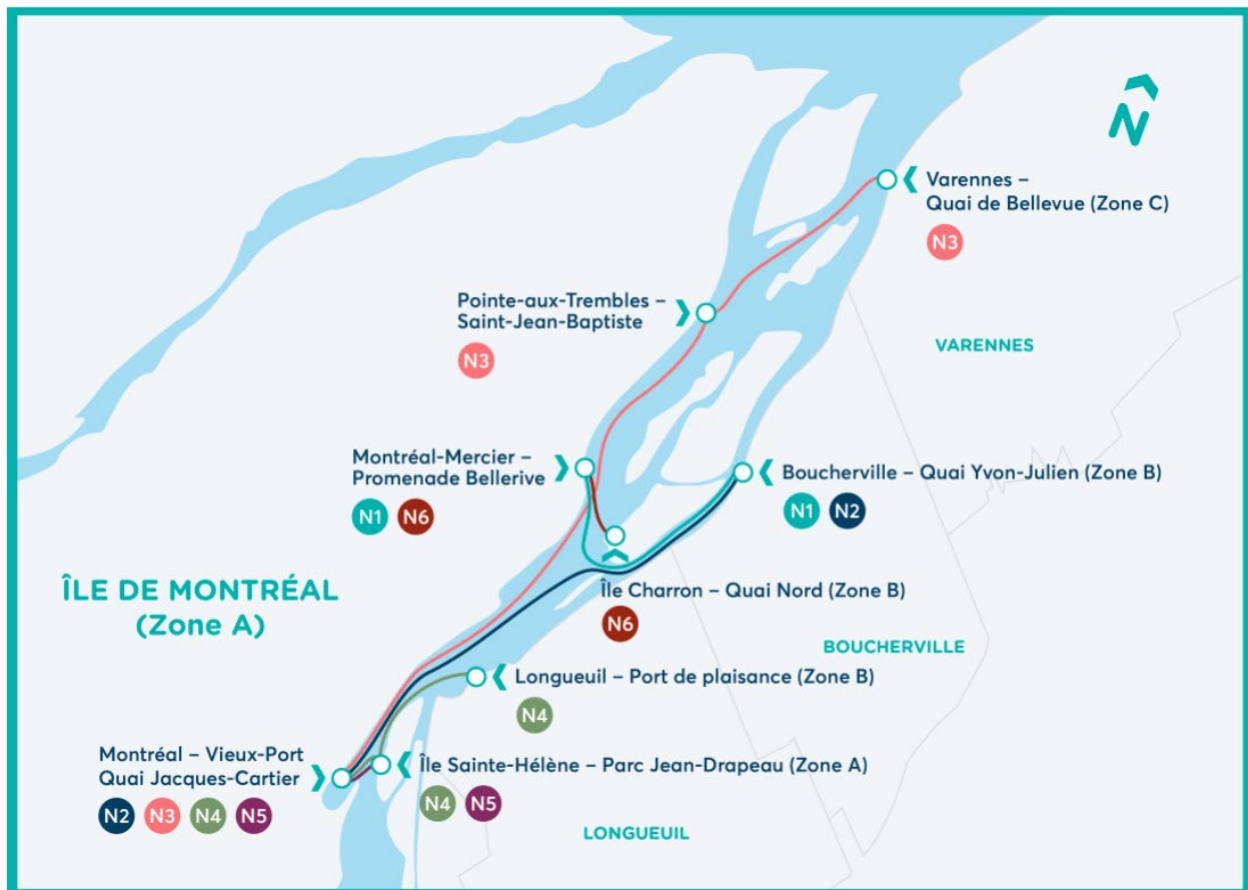 N
Varennes –
Quai de Bellevue (Zone C)
N3
Pointe-aux-Trembles –
Saint-Jean-Baptiste
N3
VARENNES
Montréal-Mercier –
Promenade Bellerive
N1 N6
Boucherville – Quai Yvon-Julien (Zone B)
N1 N2
ÎLE DE MONTRÉAL
(Zone A)
Île Charron – Quai Nord (Zone B)
N6
BOUCHERVILLE
Longueuil – Port de plaisance (Zone B)
N4
Montréal – Vieux-Port
Quai Jacques-Cartier
N2 N3 N4 N5
Île Sainte-Hélène – Parc Jean-Drapeau (Zone A)
N4 N5
LONGUEUIL